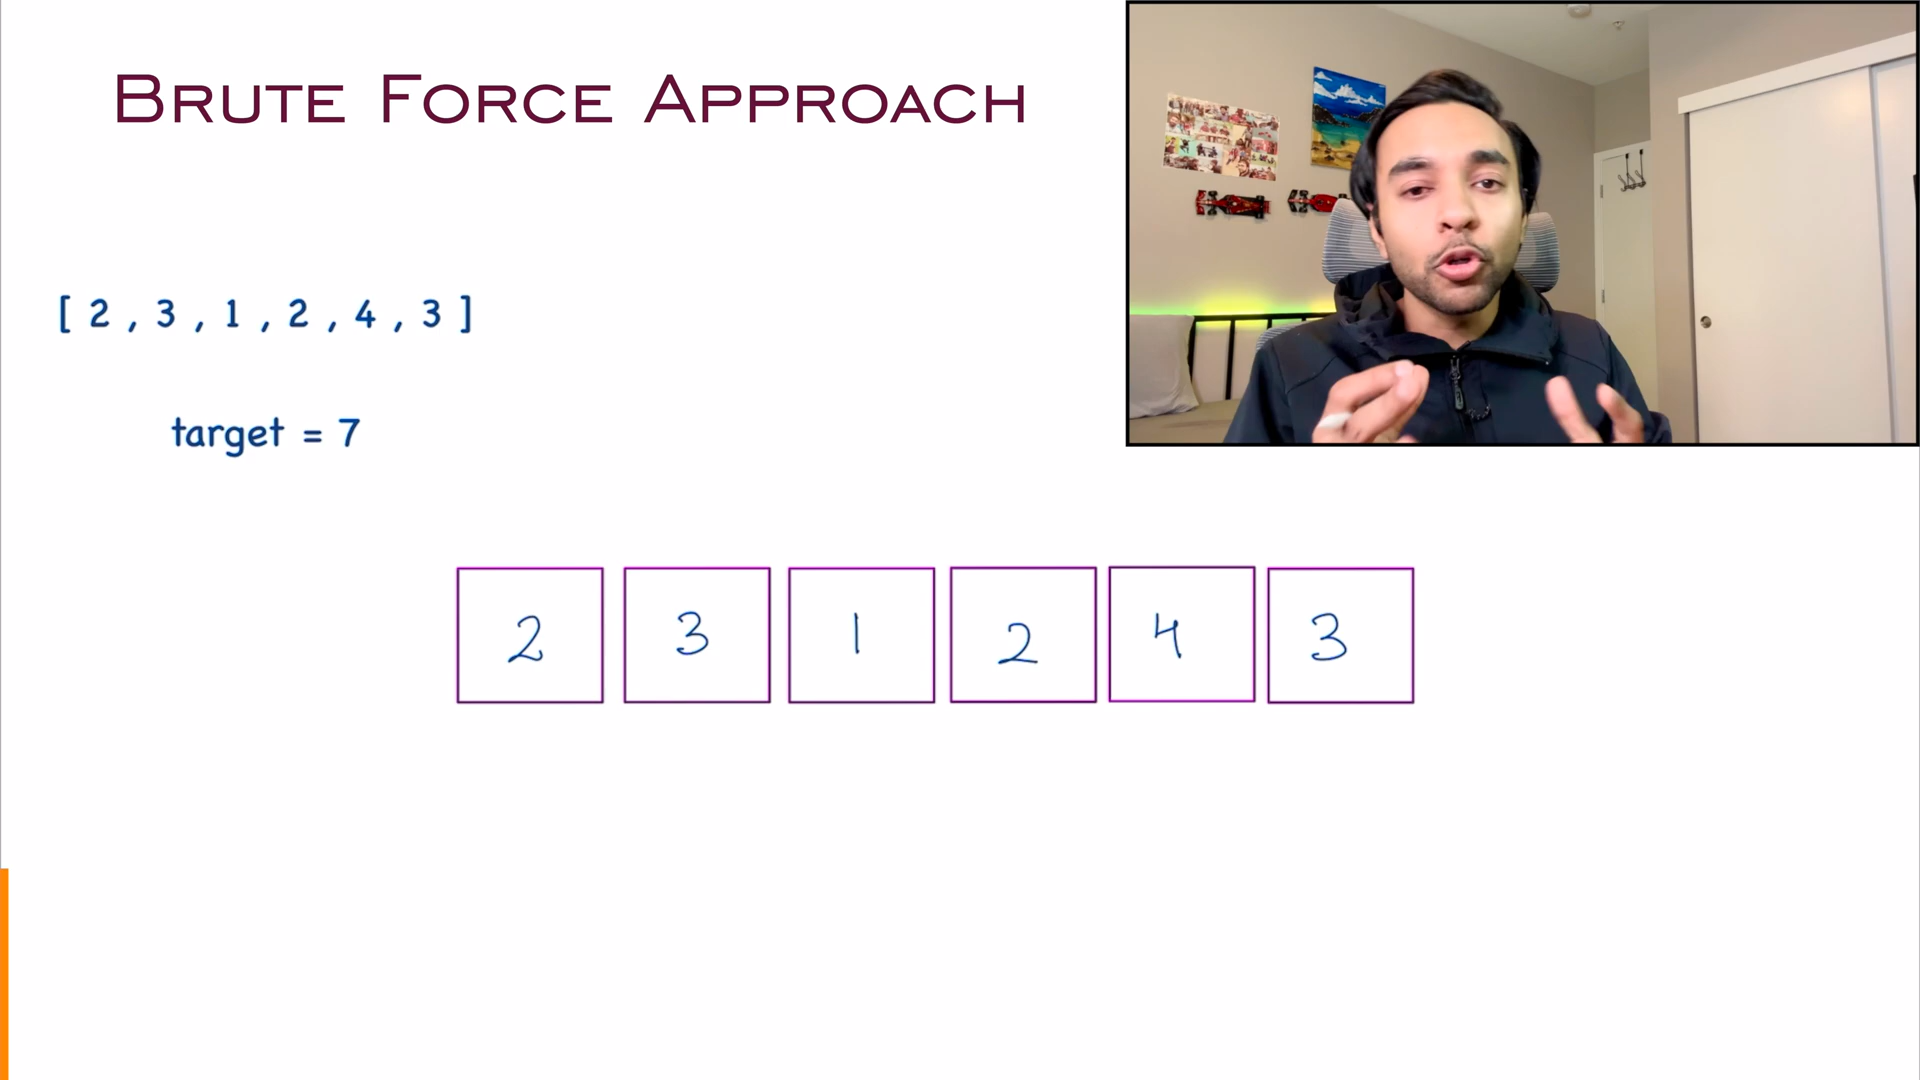 BRUTE FORCE APPROACH
[ 2 , 3 , 1 , 2 , 4 , 3 ]
target = 7
2 3 1 2 4 3